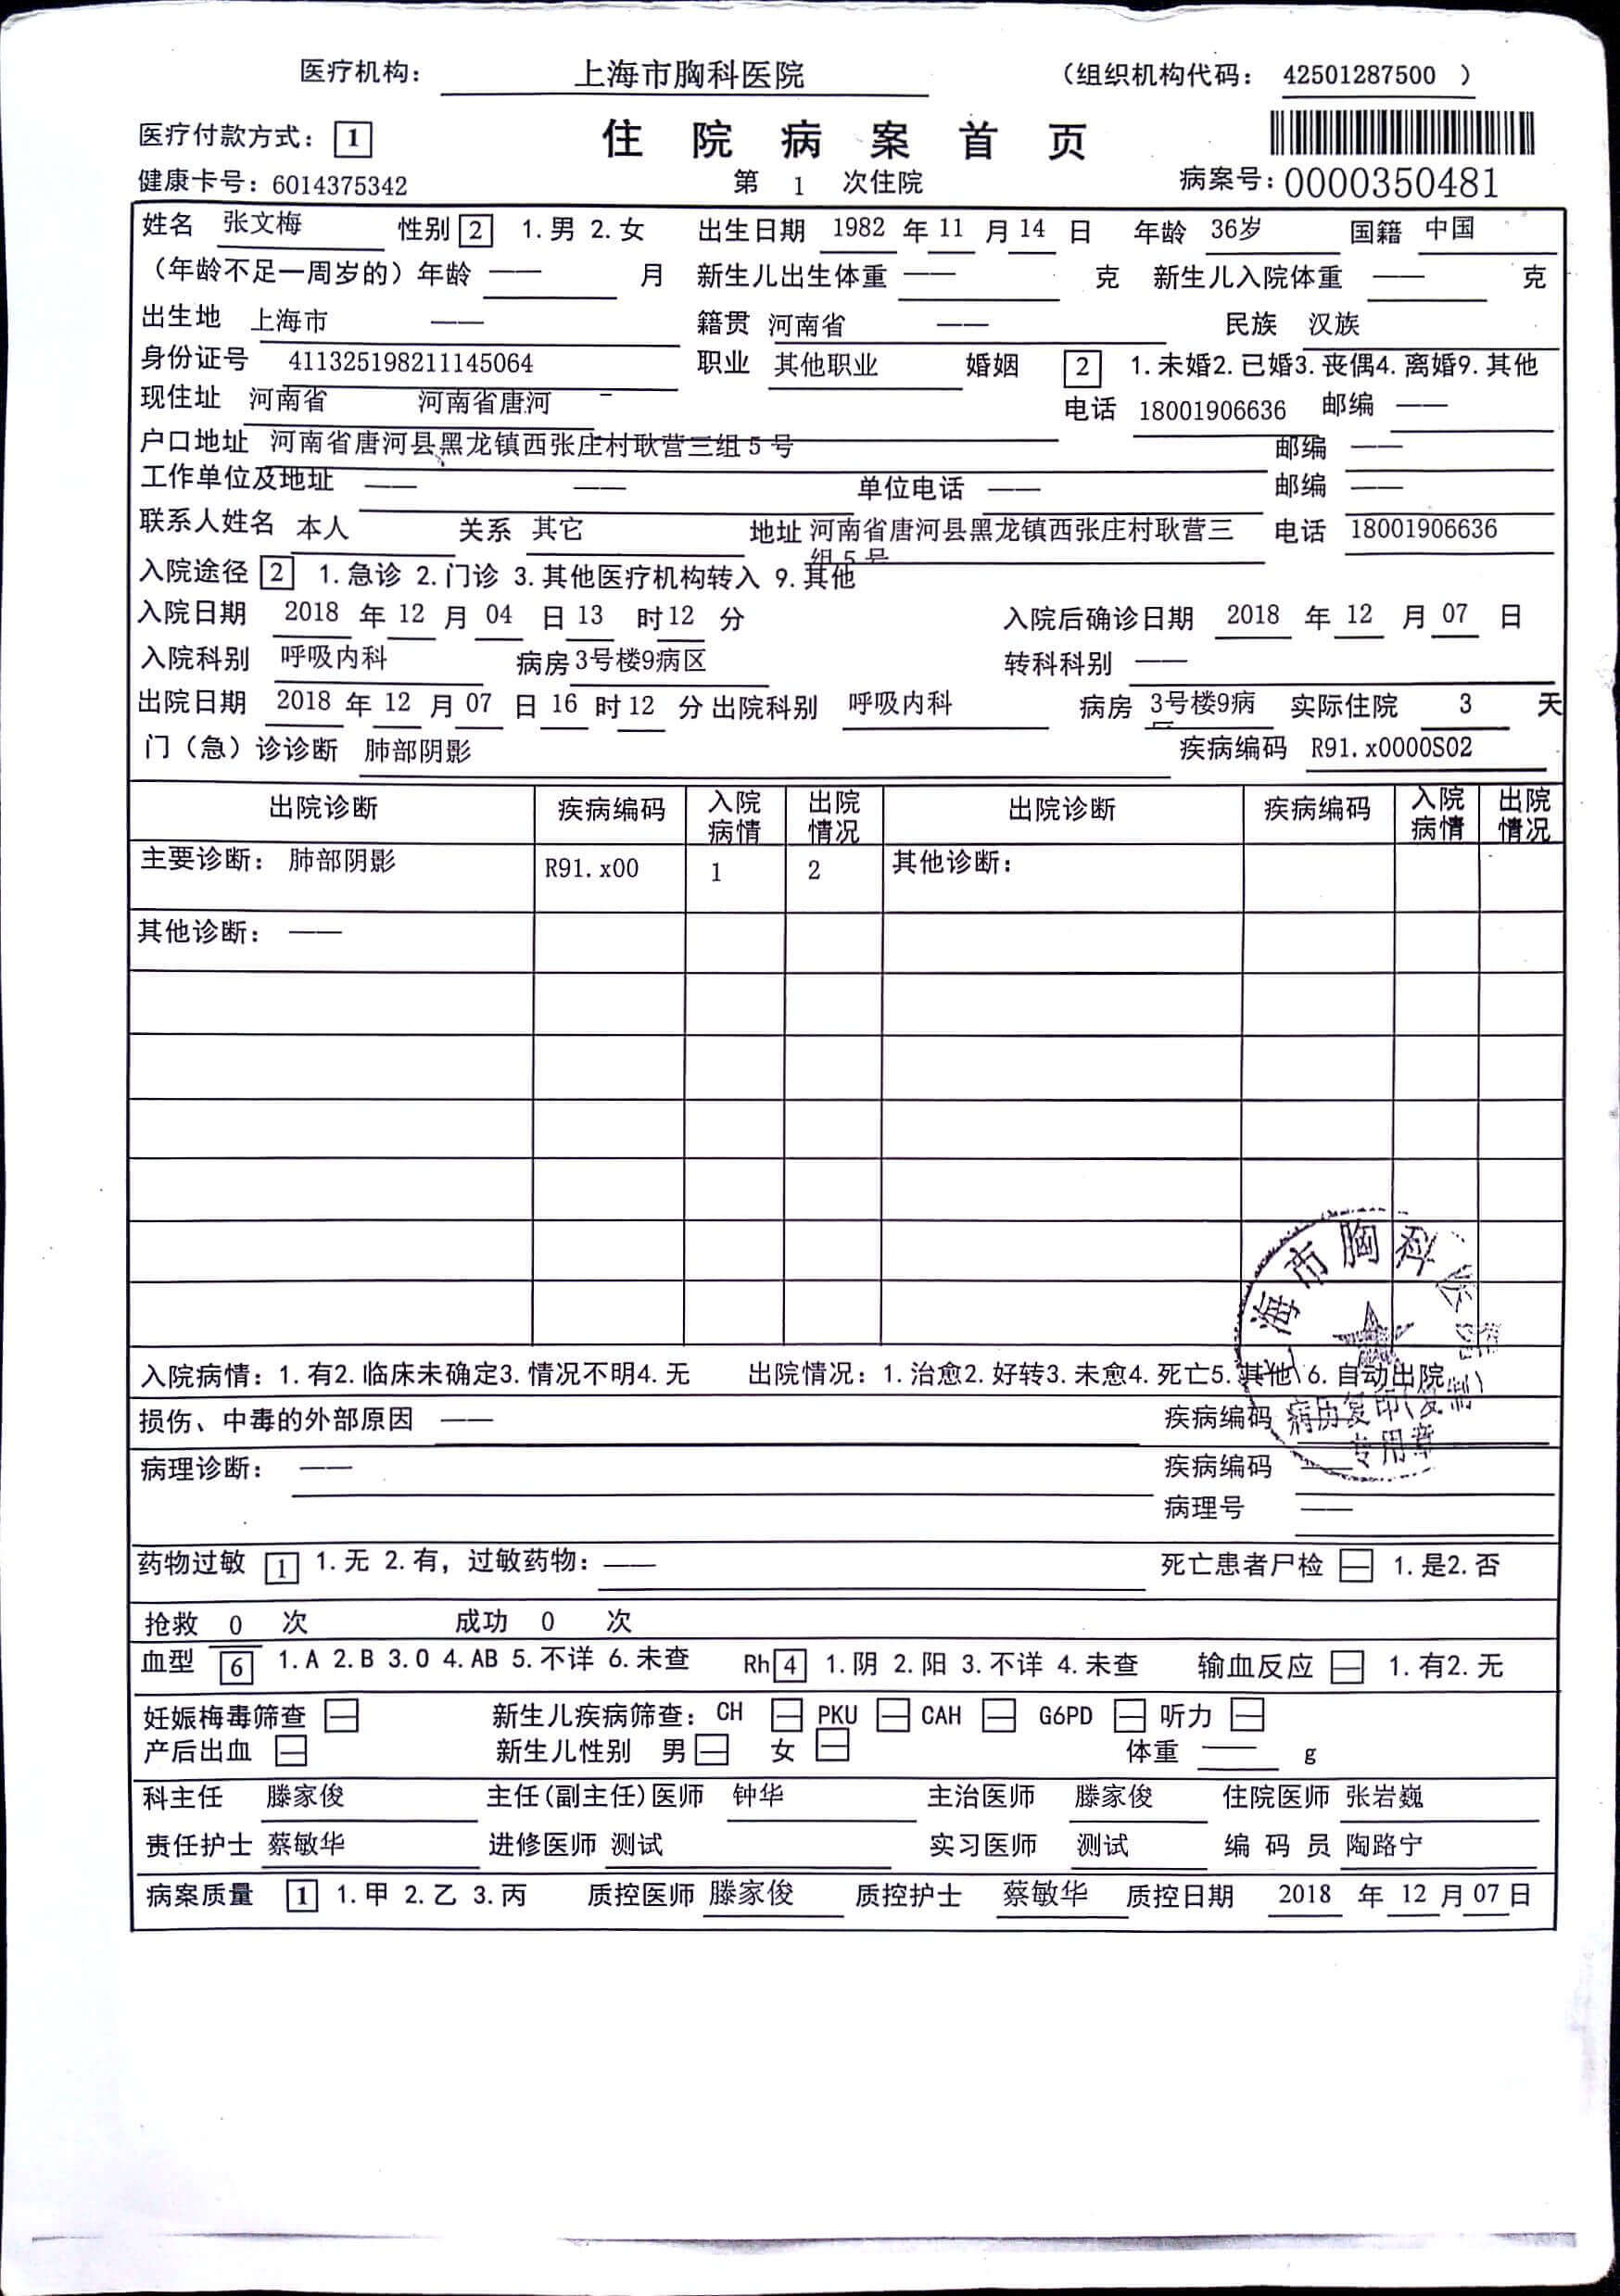 医疗机构： 上海市胸科医院 （组织机构代码： 42501287500 ）
医疗付款方式： 1 住 院 病 案 首 页
健康卡号：6014375342 第 1 次住院 病案号：0000350481
姓名 张文梅 性别 2 1.男 2.女 出生日期 1982 年 11 月 14 日 年龄 36岁 国籍 中国
（年龄不足一周岁的）年龄 —— 月 新生儿出生体重 —— 克 新生儿入院体重 —— 克
出生地 上海市 —— 籍贯 河南省 —— 民族 汉族
身份证号 411325198211145064 职业 其他职业 婚姻 2 1.未婚2.已婚3.丧偶4.离婚9.其他
现住址 河南省 河南省唐河 电话 18001906636 邮编 ——
户口地址 河南省唐河县黑龙镇西张庄村耿营三组5号 邮编 ——
工作单位及地址 —— —— 单位电话 —— 邮编 ——
联系人姓名 本人 关系 其它 地址 河南省唐河县黑龙镇西张庄村耿营三 电话 18001906636
组5号
入院途径 2 1.急诊 2.门诊 3.其他医疗机构转入 9.其他
入院日期 2018 年 12 月 04 日 13 时 12 分 入院后确诊日期 2018 年 12 月 07 日
入院科别 呼吸内科 病房 3号楼9病区 转科科别 ——
出院日期 2018 年 12 月 07 日 16 时 12 分 出院科别 呼吸内科 病房 3号楼9病 实际住院 3 天
门（急）诊诊断 肺部阴影 疾病编码 R91.x0000S02
出院诊断 疾病编码 入院病情 出院情况 出院诊断 疾病编码 入院病情 出院情况
主要诊断： 肺部阴影 R91.x00 1 2 其他诊断：
其他诊断： ——
海市胸科
入院病情：1.有2.临床未确定3.情况不明4.无 出院情况：1.治愈2.好转3.未愈4.死亡5.其他6.自动出院
损伤、中毒的外部原因 —— 疾病编码
病历复印(复制)
专用章
病理诊断： —— 疾病编码 ——
病理号 ——
药物过敏 1 1.无 2.有，过敏药物：—— 死亡患者尸检 — 1.是2.否
抢救 0 次 成功 0 次
血型 6 1.A 2.B 3.O 4.AB 5.不详 6.未查 Rh 4 1.阴 2.阳 3.不详 4.未查 输血反应 — 1.有2.无
妊娠梅毒筛查 — 新生儿疾病筛查： CH — PKU — CAH — G6PD — 听力 —
产后出血 — 新生儿性别 男 — 女 — 体重 —— g
科主任 滕家俊 主任(副主任)医师 钟华 主治医师 滕家俊 住院医师 张岩巍
责任护士 蔡敏华 进修医师 测试 实习医师 测试 编 码 员 陶路宁
病案质量 1 1.甲 2.乙 3.丙 质控医师 滕家俊 质控护士 蔡敏华 质控日期 2018 年 12 月 07 日